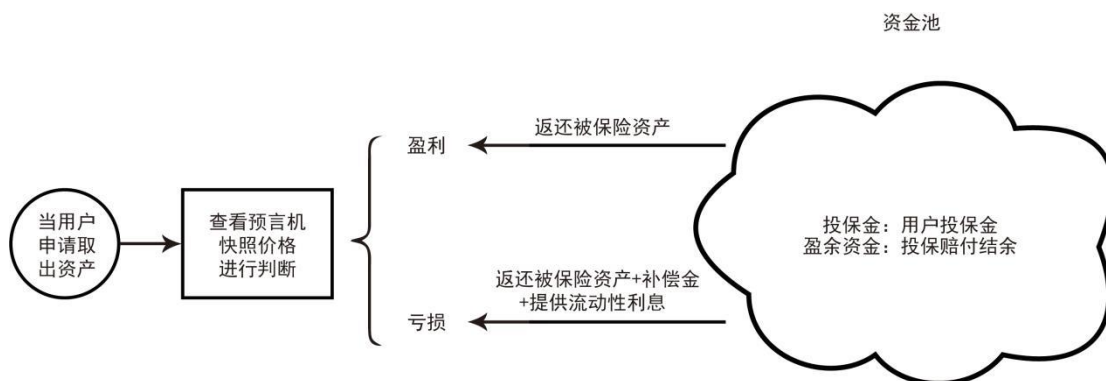 资金池
返还被保险资产
盈利
当用户
申请取
出资产
查看预言机
快照价格
进行判断
投保金：用户投保金
盈余资金：投保赔付结余
返还被保险资产+补偿金
+提供流动性利息
亏损